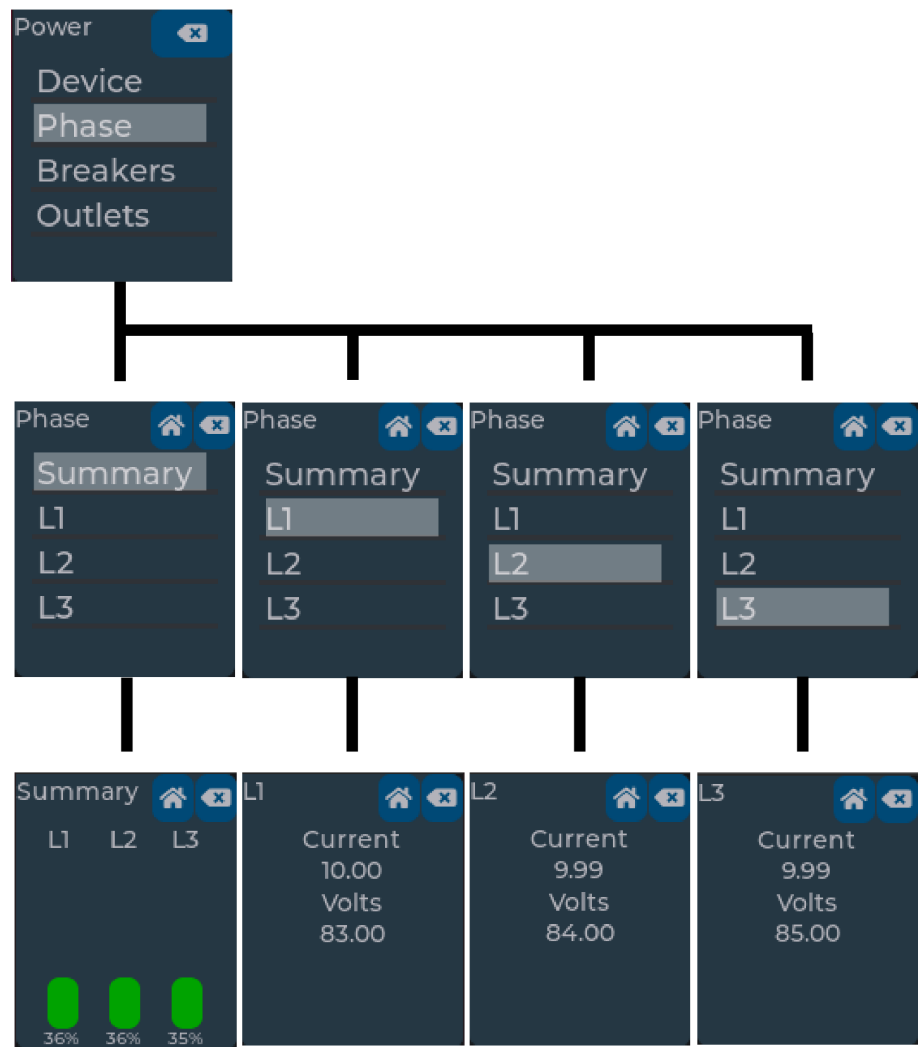 Power
Device
Phase
Breakers
Outlets
Phase
Summary
L1
L2
L3
Phase
Summary
L1
L2
L3
Phase
Summary
L1
L2
L3
Phase
Summary
L1
L2
L3
Summary
L1 L2 L3
36% 36% 35%
L1
Current
10.00
Volts
83.00
L2
Current
9.99
Volts
84.00
L3
Current
9.99
Volts
85.00